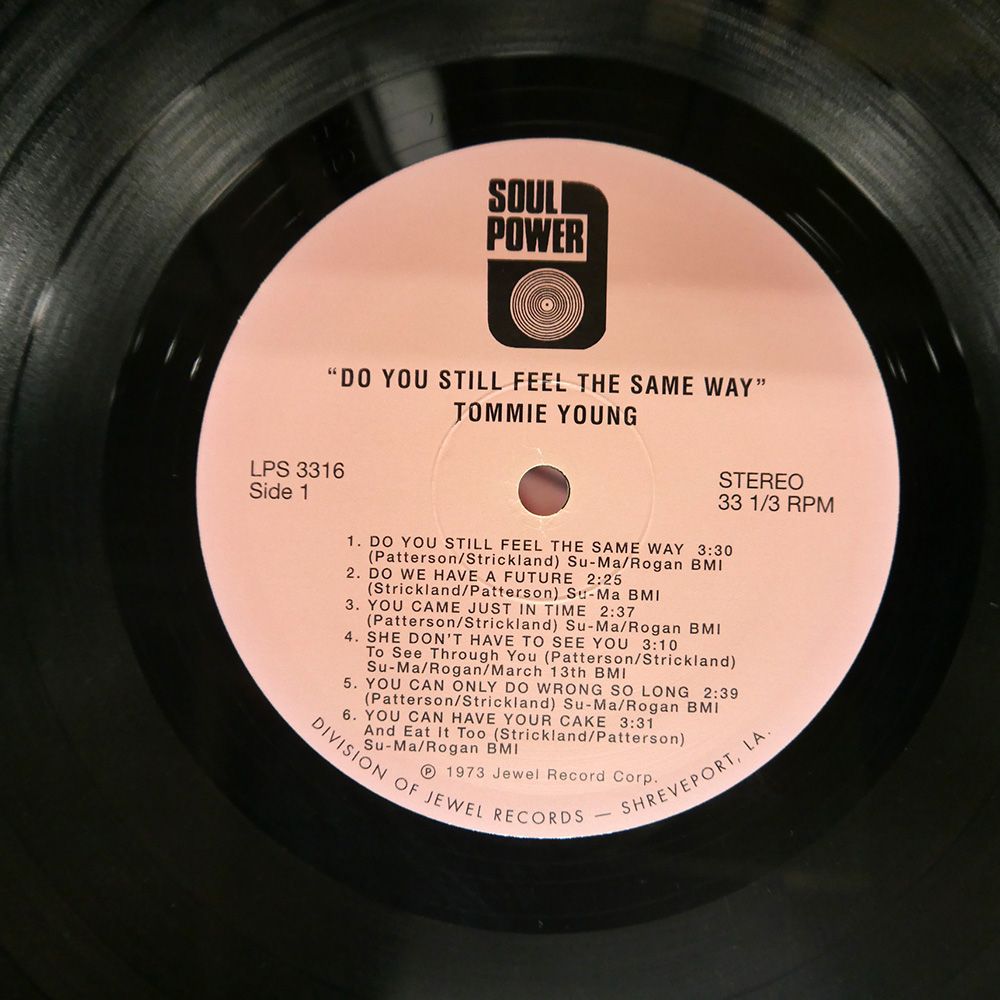 SOUL
POWER
"DO YOU STILL FEEL THE SAME WAY"
TOMMIE YOUNG
LPS 3316
Side 1
STEREO
33 1/3 RPM
1. DO YOU STILL FEEL THE SAME WAY 3:30
(Patterson/Strickland) Su-Ma/Rogan BMI
2. DO WE HAVE A FUTURE 2:25
(Strickland/Patterson) Su-Ma BMI
3. YOU CAME JUST IN TIME 2:37
(Patterson/Strickland) Su-Ma/Rogan BMI
4. SHE DON'T HAVE TO SEE YOU 3:10
To See Through You (Patterson/Strickland)
Su-Ma/Rogan/March 13th BMI
5. YOU CAN ONLY DO WRONG SO LONG 2:39
(Patterson/Strickland) Su-Ma/Rogan BMI
6. YOU CAN HAVE YOUR CAKE 3:31
And Eat It Too (Strickland/Patterson)
Su-Ma/Rogan BMI
℗ 1973 Jewel Record Corp.
DIVISION OF JEWEL RECORDS — SHREVEPORT, LA.